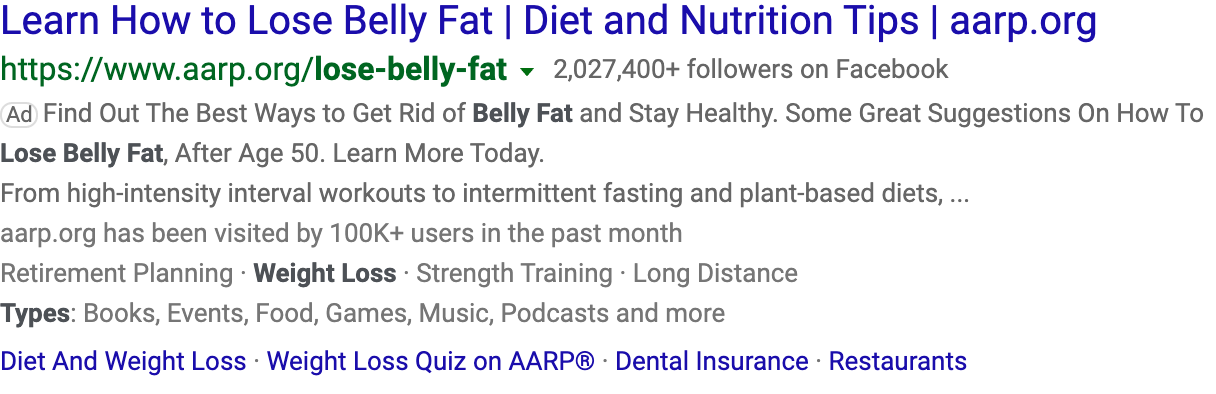 Learn How to Lose Belly Fat | Diet and Nutrition Tips | aarp.org
https://www.aarp.org/lose-belly-fat 2,027,400+ followers on Facebook
Ad Find Out The Best Ways to Get Rid of Belly Fat and Stay Healthy. Some Great Suggestions On How To
Lose Belly Fat, After Age 50. Learn More Today.
From high-intensity interval workouts to intermittent fasting and plant-based diets, ...
aarp.org has been visited by 100K+ users in the past month
Retirement Planning · Weight Loss · Strength Training · Long Distance
Types: Books, Events, Food, Games, Music, Podcasts and more
Diet And Weight Loss · Weight Loss Quiz on AARP® · Dental Insurance · Restaurants